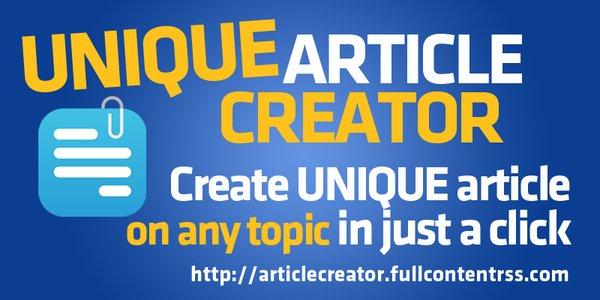 UNIQUE ARTICLE
CREATOR
Create UNIQUE article
on any topic in just a click
http://articlecreator.fullcontentrss.com